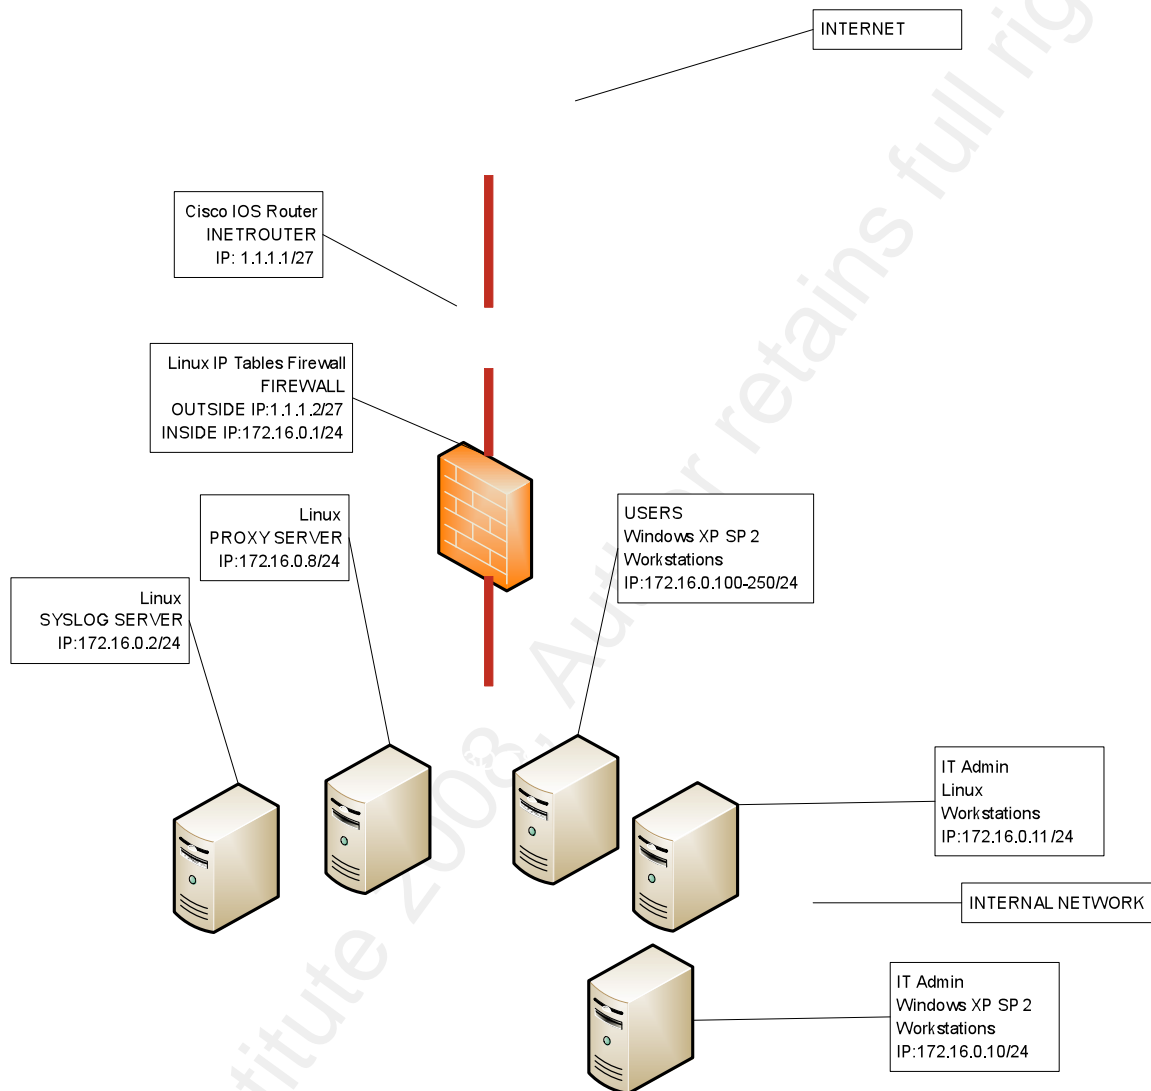 INTERNET
Cisco IOS Router
INETROUTER
IP: 1.1.1.1/27
Linux IP Tables Firewall
FIREWALL
OUTSIDE IP:1.1.1.2/27
INSIDE IP:172.16.0.1/24
Linux
PROXY SERVER
IP:172.16.0.8/24
USERS
Windows XP SP 2
Workstations
IP:172.16.0.100-250/24
Linux
SYSLOG SERVER
IP:172.16.0.2/24
IT Admin
Linux
Workstations
IP:172.16.0.11/24
INTERNAL NETWORK
IT Admin
Windows XP SP 2
Workstations
IP:172.16.0.10/24
retains full